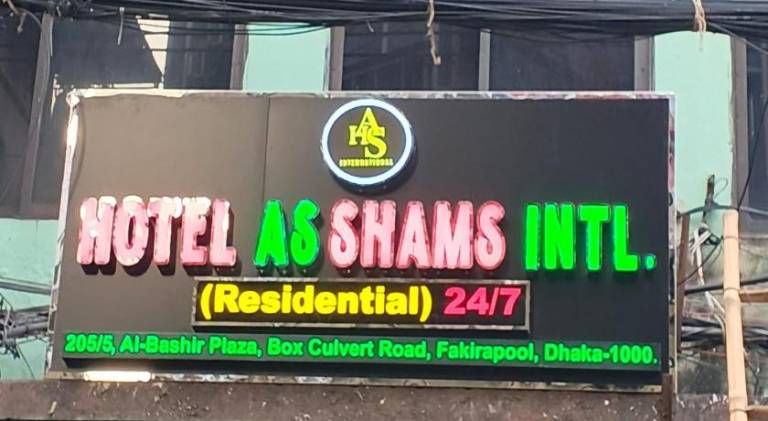 AHS
INTERNATIONAL
HOTEL AS SHAMS INTL.
(Residential) 24/7
205/5, Al-Bashir Plaza, Box Culvert Road, Fakirapool, Dhaka-1000.